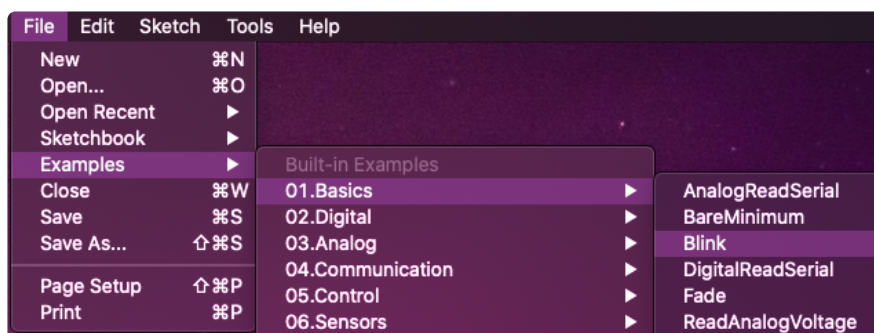 File Edit Sketch Tools Help
New ⌘N
Open... ⌘O
Open Recent ▶
Sketchbook ▶
Examples ▶
Close ⌘W
Save ⌘S
Save As... ⇧⌘S
Page Setup ⇧⌘P
Print ⌘P
Built-in Examples
01.Basics ▶
02.Digital ▶
03.Analog ▶
04.Communication ▶
05.Control ▶
06.Sensors ▶
AnalogReadSerial
BareMinimum
Blink
DigitalReadSerial
Fade
ReadAnalogVoltage